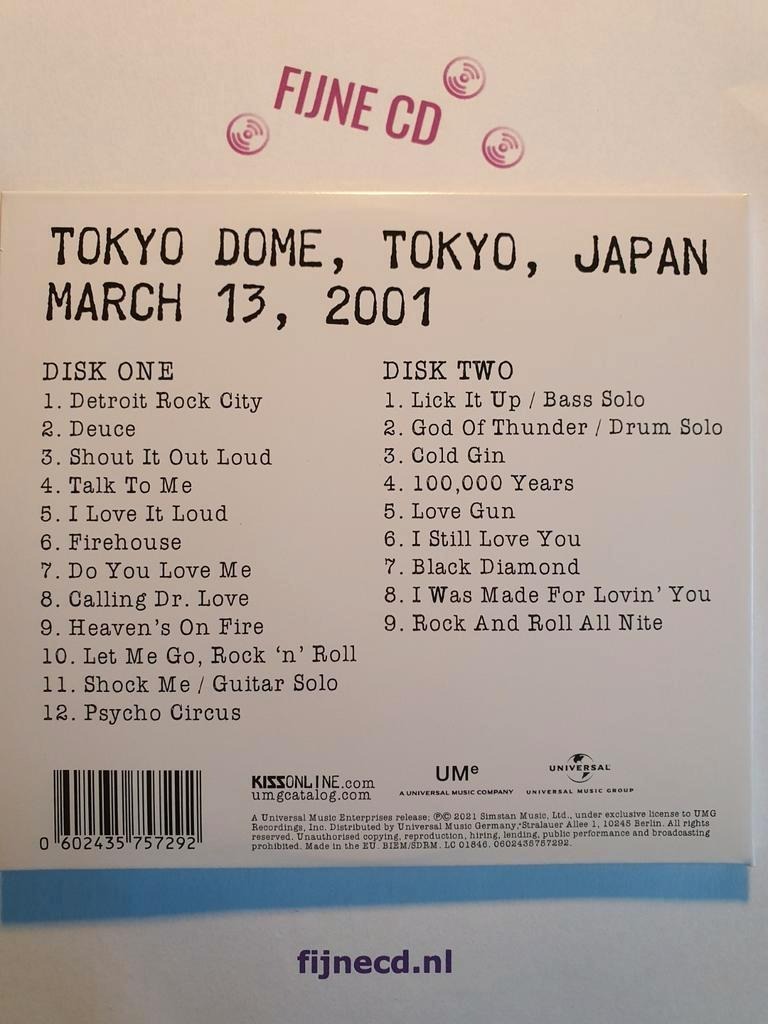 FIJNE CD
TOKYO DOME, TOKYO, JAPAN
MARCH 13, 2001
DISK ONE
1. Detroit Rock City
2. Deuce
3. Shout It Out Loud
4. Talk To Me
5. I Love It Loud
6. Firehouse
7. Do You Love Me
8. Calling Dr. Love
9. Heaven's On Fire
10. Let Me Go, Rock ‘n’ Roll
11. Shock Me / Guitar Solo
12. Psycho Circus
DISK TWO
1. Lick It Up / Bass Solo
2. God Of Thunder / Drum Solo
3. Cold Gin
4. 100,000 Years
5. Love Gun
6. I Still Love You
7. Black Diamond
8. I Was Made For Lovin’ You
9. Rock And Roll All Nite
0 602435 757292
KISSONLINE.com
umgcatalog.com
UMe
A UNIVERSAL MUSIC COMPANY
UNIVERSAL
UNIVERSAL MUSIC GROUP
A Universal Music Enterprises release; ℗© 2021 Simstan Music, Ltd., under exclusive license to UMG
Recordings, Inc. Distributed by Universal Music Germany, Stralauer Allee 1, 10245 Berlin. All rights
reserved. Unauthorised copying, reproduction, hiring, lending, public performance and broadcasting
prohibited. Made in the EU. BIEM/SDRM. LC 01846. 0602435757292.
fijnecd.nl